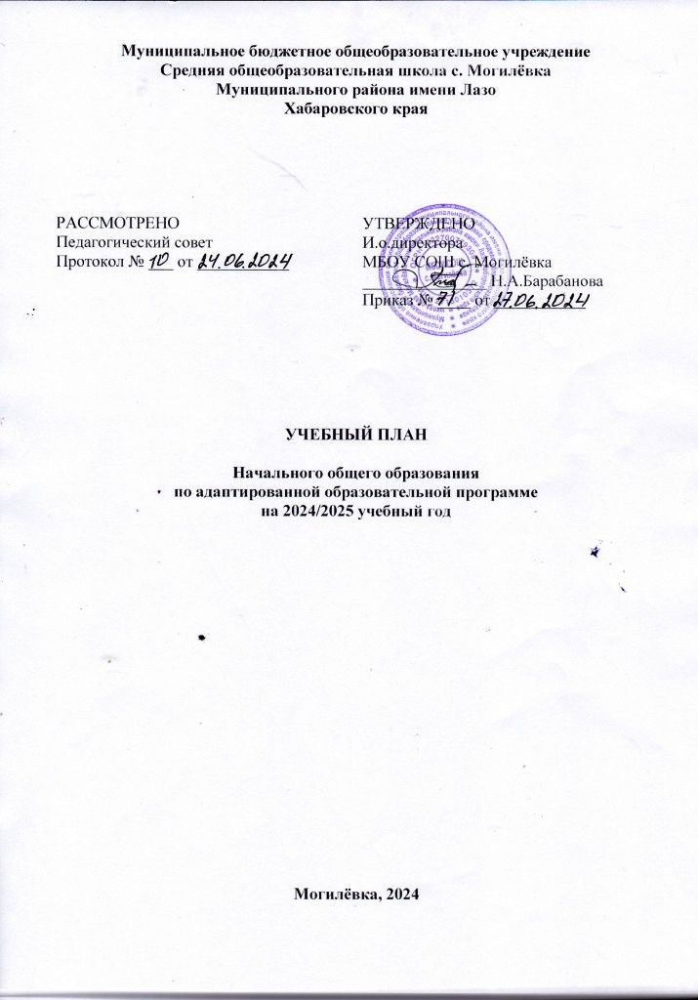 Муниципальное бюджетное общеобразовательное учреждение
Средняя общеобразовательная школа с. Могилёвка
Муниципального района имени Лазо
Хабаровского края
РАССМОТРЕНО
Педагогический совет
Протокол № 10 от 24.06.2024
УТВЕРЖДЕНО
И.о.директора
МБОУ СОШ с. Могилёвка
Н.А.Барабанова
Приказ № 71 от 27.06.2024
УЧЕБНЫЙ ПЛАН
Начального общего образования
по адаптированной образовательной программе
на 2024/2025 учебный год
Могилёвка, 2024